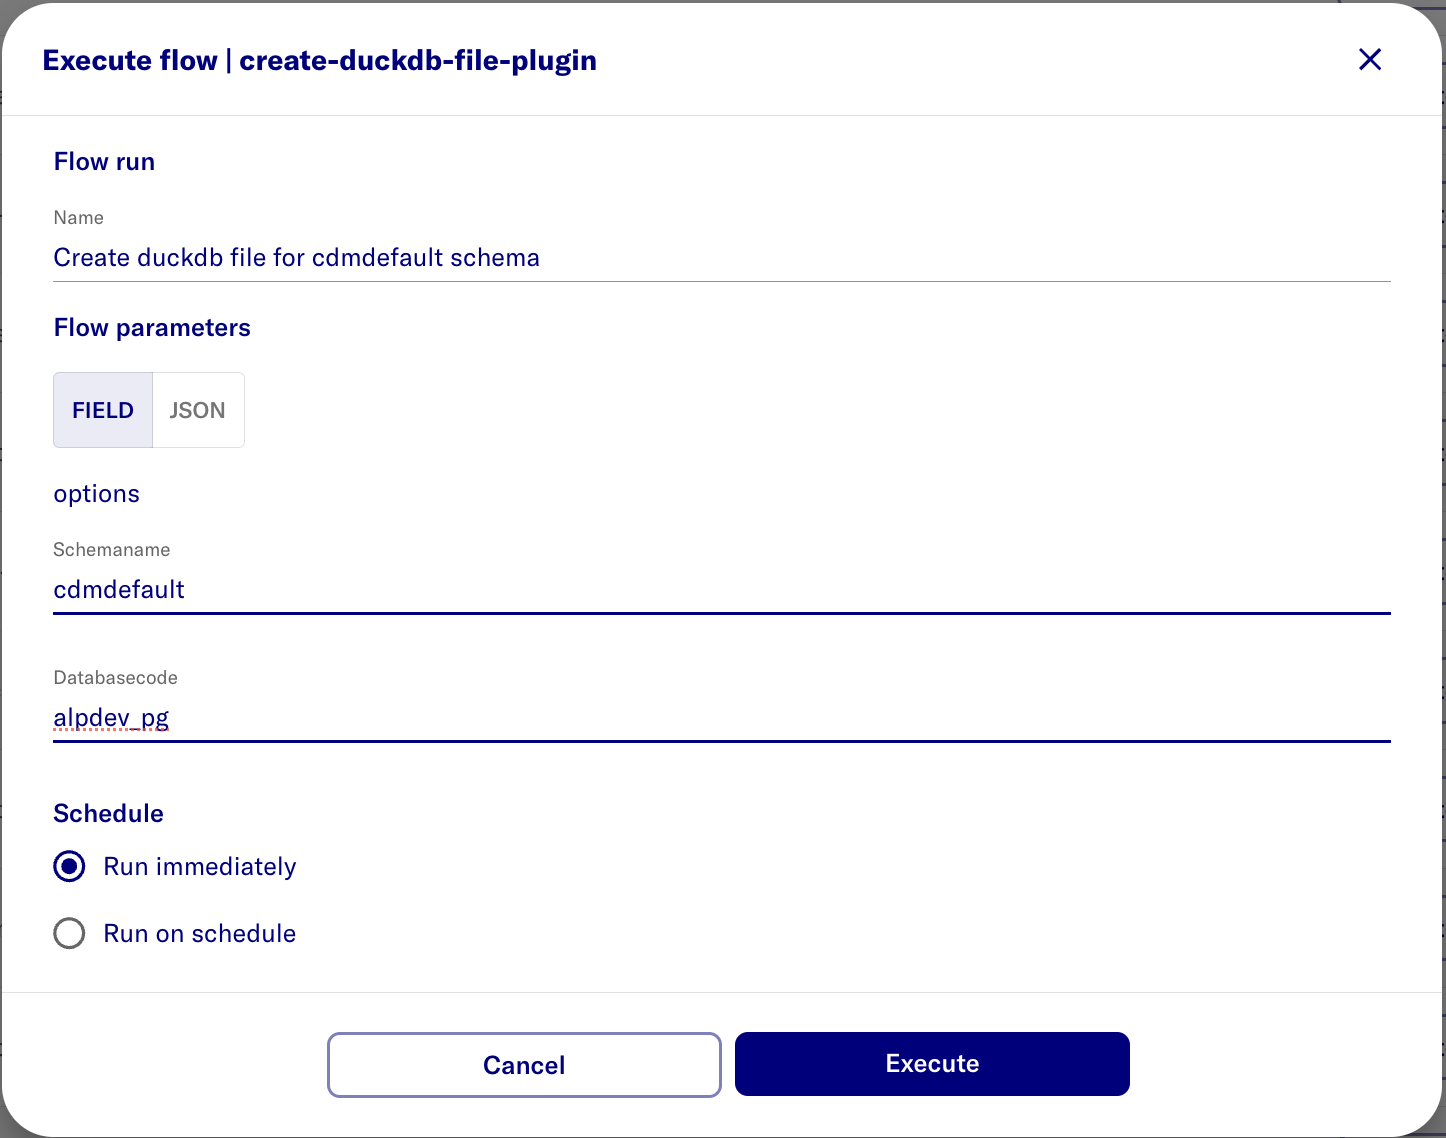 Execute flow | create-duckdb-file-plugin
Flow run
Name
Create duckdb file for cdmdefault schema
Flow parameters
FIELD JSON
options
Schemaname
cdmdefault
Databasecode
alpdev_pg
Schedule
Run immediately
Run on schedule
Cancel Execute